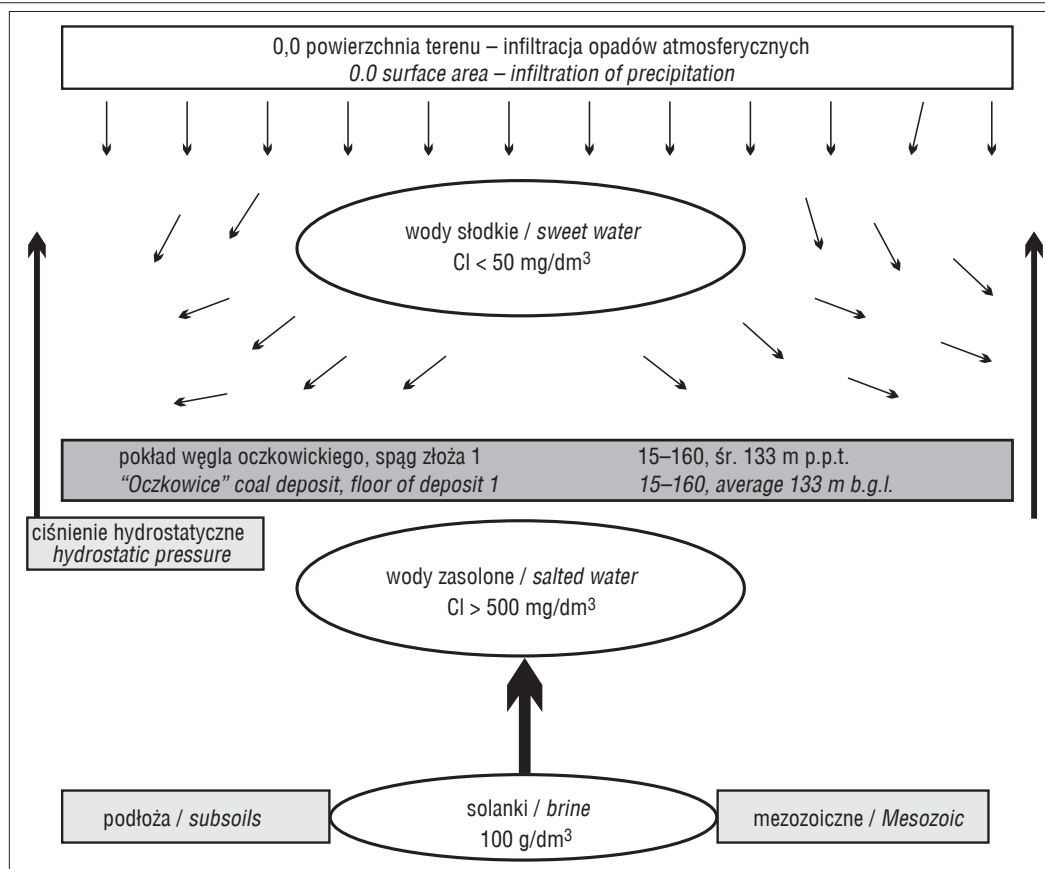 0,0 powierzchnia terenu – infiltracja opadów atmosferycznych
0.0 surface area – infiltration of precipitation
wody słodkie / sweet water
Cl < 50 mg/dm³
pokład węgla oczkowickiego, spąg złoża 1 15–160, śr. 133 m p.p.t.
“Oczkowice” coal deposit, floor of deposit 1 15–160, average 133 m b.g.l.
ciśnienie hydrostatyczne
hydrostatic pressure
wody zasolone / salted water
Cl > 500 mg/dm³
podłoża / subsoils
solanki / brine
100 g/dm³
mezozoiczne / Mesozoic